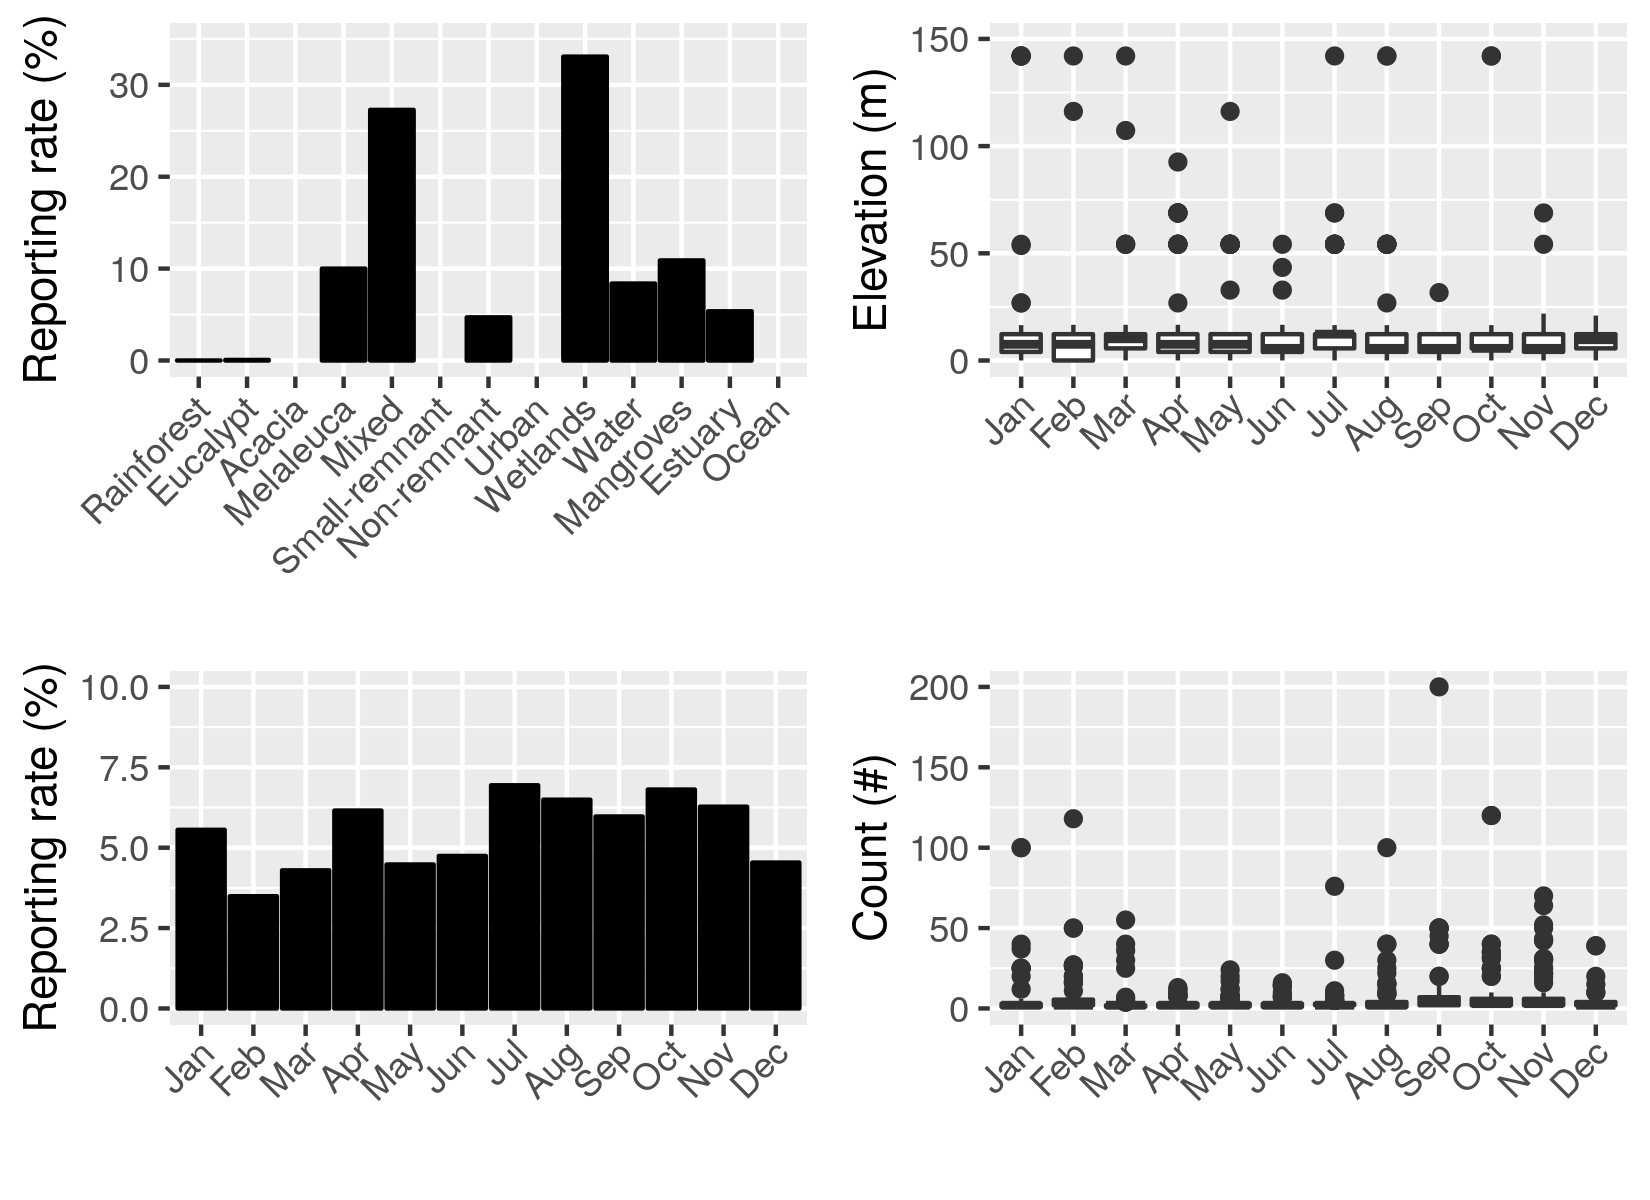 Reporting rate (%)
30
20
10
0
Rainforest
Eucalypt
Acacia
Melaleuca
Mixed
Small-remnant
Non-remnant
Urban
Wetlands
Water
Mangroves
Estuary
Ocean
Elevation (m)
150
100
50
0
Jan
Feb
Mar
Apr
May
Jun
Jul
Aug
Sep
Oct
Nov
Dec
Reporting rate (%)
10.0
7.5
5.0
2.5
0.0
Jan
Feb
Mar
Apr
May
Jun
Jul
Aug
Sep
Oct
Nov
Dec
Count (#)
200
150
100
50
0
Jan
Feb
Mar
Apr
May
Jun
Jul
Aug
Sep
Oct
Nov
Dec